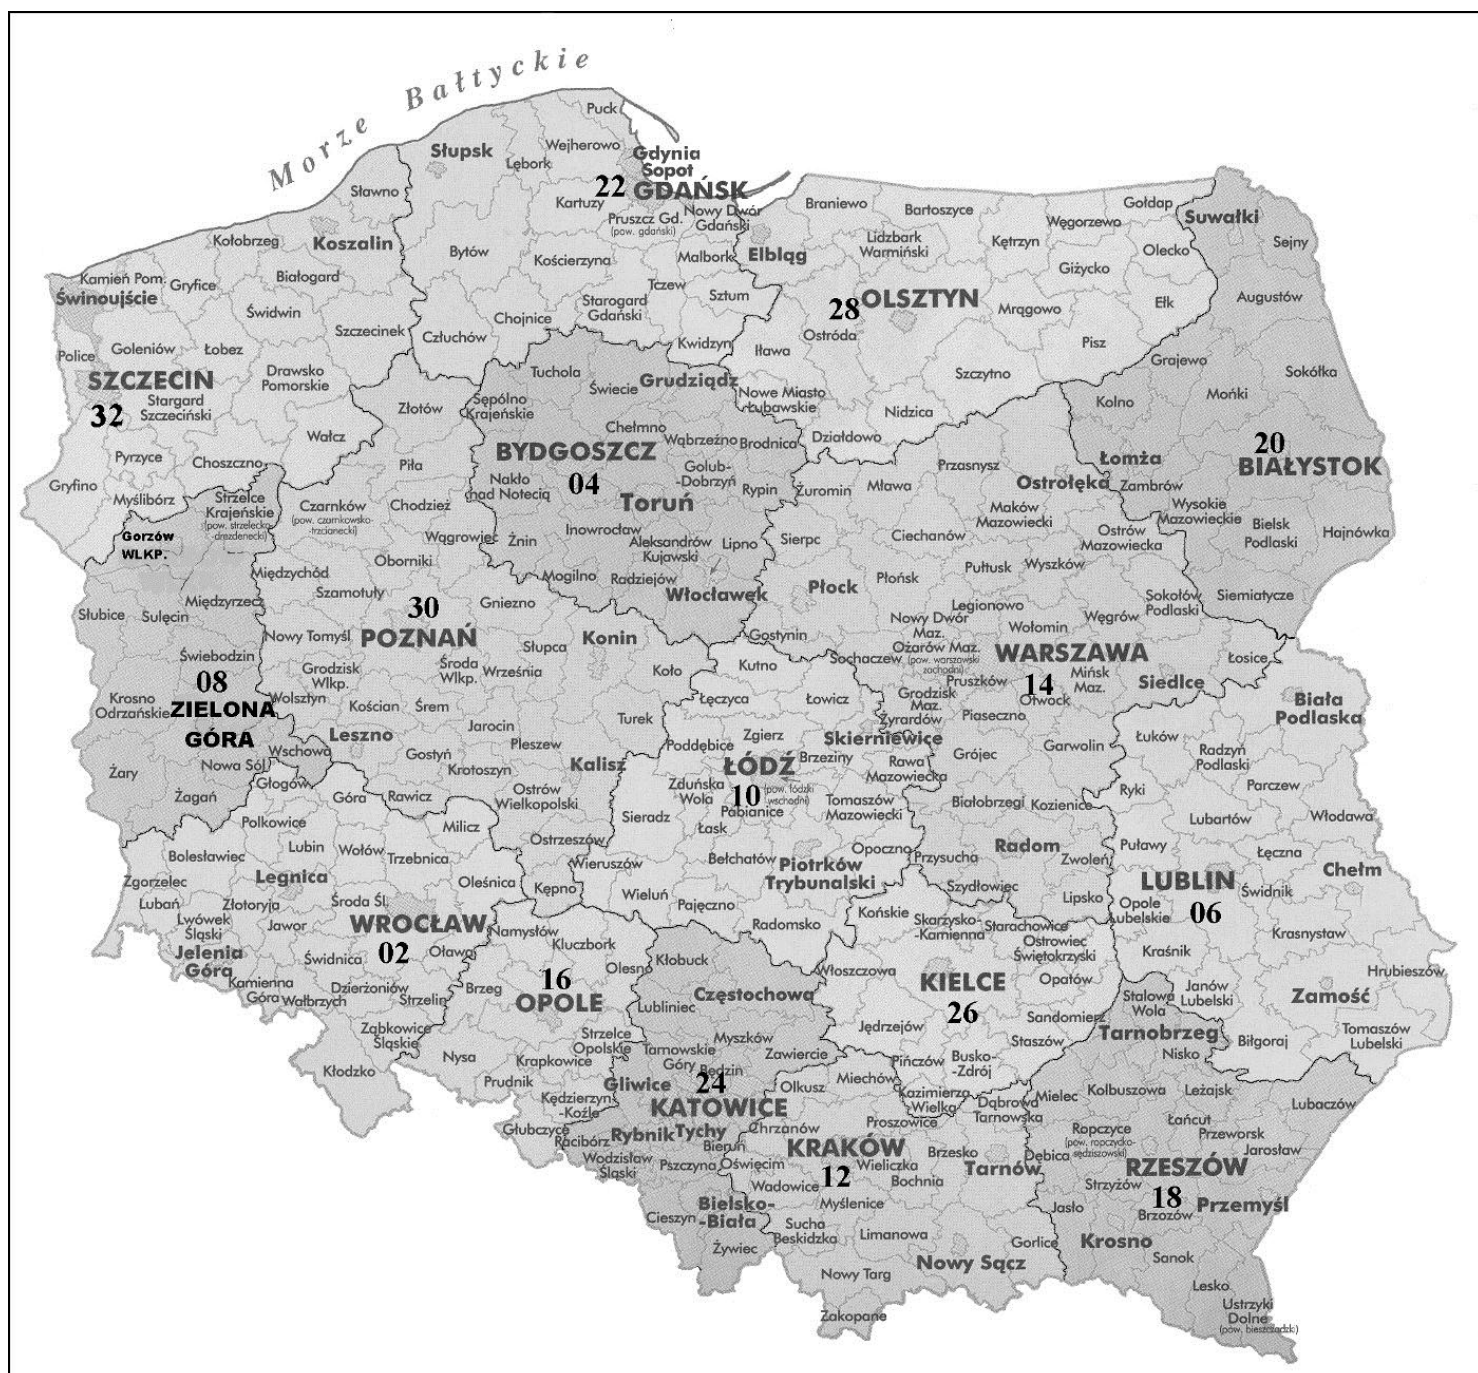 Morze Bałtyckie
Puck
Słupsk
Wejherowo
Lębork
Gdynia
Sopot
22 GDAŃSK
Sławno
Kartuzy
Pruszcz Gd.
(pow. gdański)
Nowy Dwór
Gdański
Koszalin
Kołobrzeg
Bytów
Kościerzyna
Malbork
Tczew
Sztum
Starogard
Gdański
Chojnice
Człuchów
Kwidzyn
Kamień Pom.
Świnoujście
Gryfice
Białogard
Świdwin
Szczecinek
Police
Goleniów
Łobez
Drawsko
Pomorskie
SZCZECIN
32
Stargard
Szczeciński
Wałcz
Pyrzyce
Choszczno
Gryfino
Myślibórz
Braniewo
Bartoszyce
Węgorzewo
Gołdap
Lidzbark
Warmiński
Kętrzyn
Olecko
Elbląg
Giżycko
28 OLSZTYN
Mrągowo
Ełk
Ostróda
Iława
Pisz
Szczytno
Nowe Miasto
Lubawskie
Nidzica
Działdowo
Suwałki
Sejny
Augustów
Grajewo
Sokółka
Mońki
Kolno
20
BIAŁYSTOK
Łomża
Zambrów
Wysokie
Mazowieckie
Bielsk
Podlaski
Hajnówka
Siemiatycze
Tuchola
Świecie
Grudziądz
Sępólno
Krajeńskie
Chełmno
Wąbrzeźno
Brodnica
BYDGOSZCZ
04
Nakło
nad Notecią
Golub-
-Dobrzyń
Rypin
Toruń
Inowrocław
Aleksandrów
Kujawski
Lipno
Żnin
Mogilno
Radziejów
Włocławek
Złotów
Piła
Czarnków
(pow. czarnkowsko-
-trzcianecki)
Chodzież
Wągrowiec
Oborniki
Międzychód
Szamotuły
30
POZNAŃ
Gniezno
Nowy Tomyśl
Słupca
Konin
Grodzisk
Wlkp.
Środa
Wlkp.
Września
Koło
Wolsztyn
Kościan
Śrem
Jarocin
Turek
Leszno
Gostyń
Pleszew
Krotoszyn
Kalisz
Rawicz
Ostrów
Wielkopolski
Ostrzeszów
Kępno
Strzelce
Krajeńskie
(pow. strzelecko-
-drezdenecki)
Gorzów
WLKP.
Słubice
Sulęcin
Międzyrzecz
Świebodzin
08
Krosno
Odrzańskie
ZIELONA
GÓRA
Wschowa
Nowa Sól
Żary
Żagań
Przasnysz
Ostrołęka
Żuromin
Mława
Maków
Mazowiecki
Ostrów
Mazowiecka
Sierpc
Ciechanów
Płock
Płońsk
Pułtusk
Wyszków
Sokołów
Podlaski
Legionowo
Nowy Dwór
Maz.
Wołomin
Węgrów
Gostynin
Ożarów Maz.
(pow. warszawski
zachodni)
Sochaczew
WARSZAWA
14
Łosice
Pruszków
Mińsk
Maz.
Siedlce
Grodzisk
Maz.
Otwock
Żyrardów
Piaseczno
Grójec
Garwolin
Białobrzegi
Kozienice
Radom
Przysucha
Zwoleń
Szydłowiec
Lipsko
Kutno
Łęczyca
Łowicz
Zgierz
Skierniewice
Poddębice
Brzeziny
ŁÓDŹ
10
(pow. łódzki
wschodni)
Rawa
Mazowiecka
Zduńska
Wola
Pabianice
Tomaszów
Mazowiecki
Sieradz
Łask
Bełchatów
Opoczno
Piotrków
Trybunalski
Wieruszów
Wieluń
Pajęczno
Radomsko
Biała
Podlaska
Łuków
Radzyń
Podlaski
Ryki
Parczew
Lubartów
Włodawa
Puławy
Łęczna
Chełm
LUBLIN
06
Świdnik
Opole
Lubelskie
Krasnystaw
Kraśnik
Janów
Lubelski
Zamość
Hrubieszów
Biłgoraj
Tomaszów
Lubelski
Głogów
Góra
Polkowice
Milicz
Lubin
Wołów
Trzebnica
Bolesławiec
Legnica
Oleśnica
Zgorzelec
Lubań
Złotoryja
Środa Śl.
Lwówek
Śląski
Jawor
WROCŁAW
02
Oława
Jelenia
Góra
Świdnica
Kamienna
Góra
Wałbrzych
Dzierżoniów
Strzelin
Ząbkowice
Śląskie
Kłodzko
Namysłów
Kluczbork
Brzeg
16
OPOLE
Olesno
Strzelce
Opolskie
Nysa
Krapkowice
Prudnik
Kędzierzyn
-Koźle
Głubczyce
Kłobuck
Częstochowa
Lubliniec
Myszków
Tarnowskie
Góry
Zawiercie
Będzin
24
Gliwice
KATOWICE
Rybnik
Tychy
Racibórz
Bieruń
Wodzisław
Śląski
Pszczyna
Bielsko-
-Biała
Cieszyn
Żywiec
Końskie
Skarżysko-
-Kamienna
Starachowice
Ostrowiec
Świętokrzyski
Włoszczowa
KIELCE
26
Opatów
Jędrzejów
Sandomierz
Staszów
Pińczów
Busko-
-Zdrój
Kazimierza
Wielka
Olkusz
Miechów
Dąbrowa
Tarnowska
Chrzanów
Proszowice
KRAKÓW
12
Wieliczka
Brzesko
Tarnów
Oświęcim
Bochnia
Wadowice
Myślenice
Sucha
Beskidzka
Limanowa
Gorlice
Nowy Sącz
Nowy Targ
Zakopane
Stalowa
Wola
Tarnobrzeg
Nisko
Mielec
Kolbuszowa
Leżajsk
Lubaczów
Ropczyce
(pow. ropczycko-
-sędziszowski)
Łańcut
Przeworsk
Jarosław
Dębica
RZESZÓW
18
Strzyżów
Przemyśl
Jasło
Brzozów
Krosno
Sanok
Lesko
Ustrzyki
Dolne
(pow. bieszczadzki)